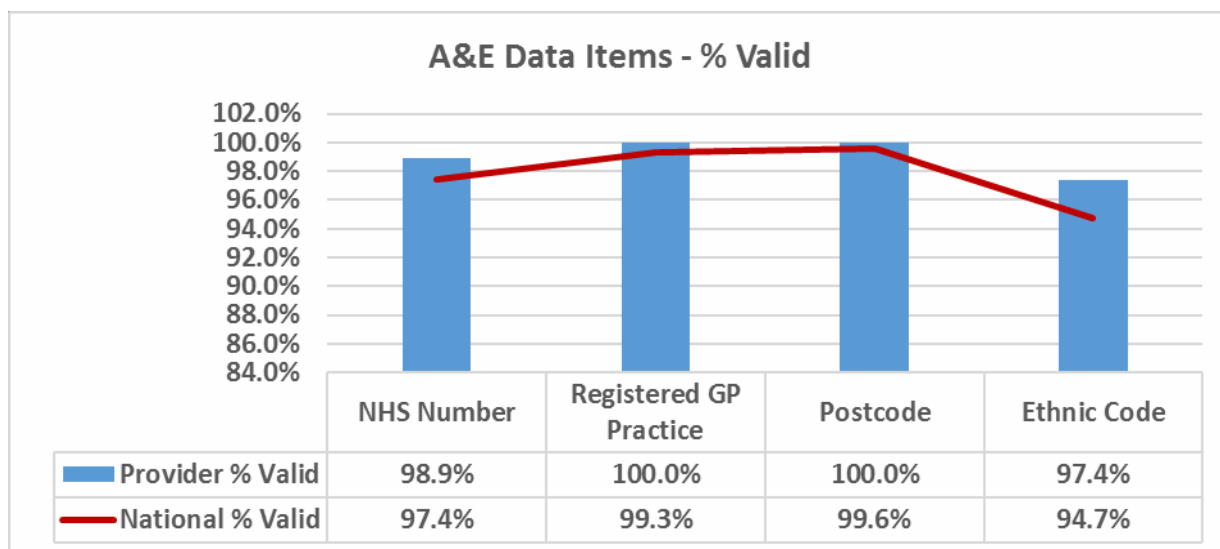 A&E Data Items - % Valid
102.0%
100.0%
98.0%
96.0%
94.0%
92.0%
90.0%
88.0%
86.0%
84.0%
NHS Number
Registered GP
Practice
Postcode
Ethnic Code
Provider % Valid 98.9% 100.0% 100.0% 97.4%
National % Valid 97.4% 99.3% 99.6% 94.7%